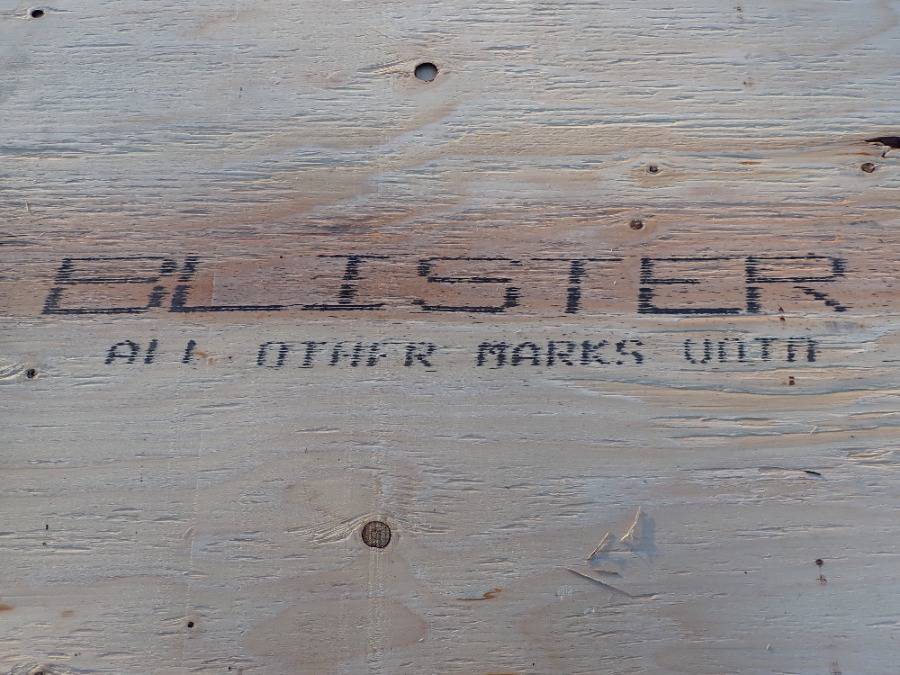 BLISTER
ALL OTHER MARKS VOID